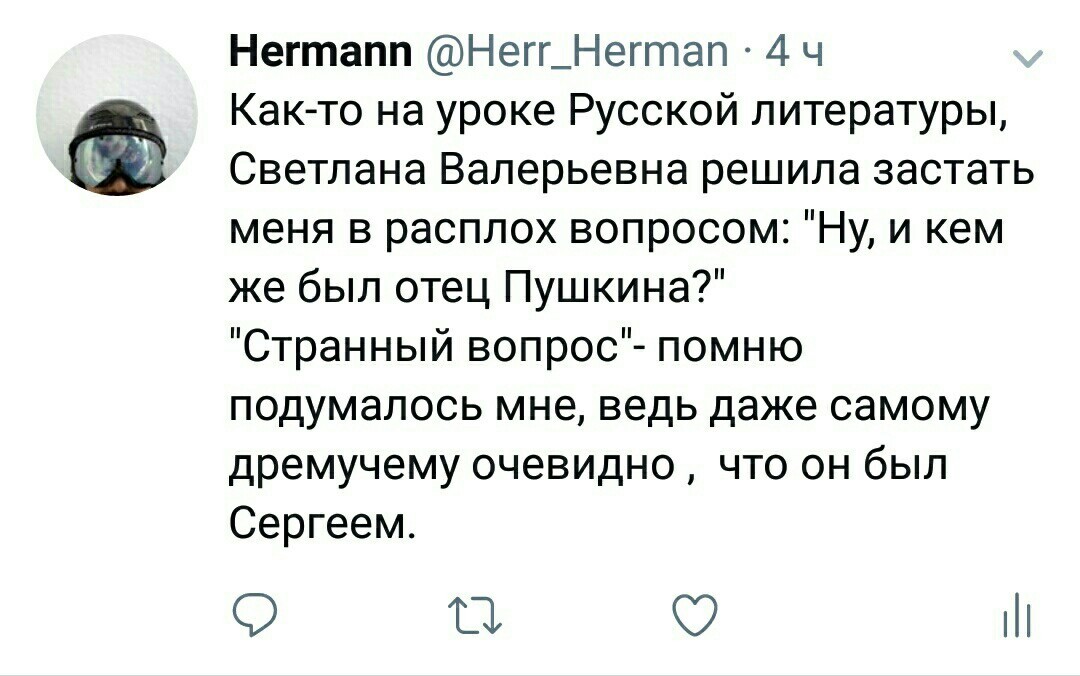 Hermann @Herr_Herman · 4 ч
Как-то на уроке Русской литературы,
Светлана Валерьевна решила застать
меня в расплох вопросом: "Ну, и кем
же был отец Пушкина?"
"Странный вопрос"- помню
подумалось мне, ведь даже самому
дремучему очевидно ,  что он был
Сергеем.